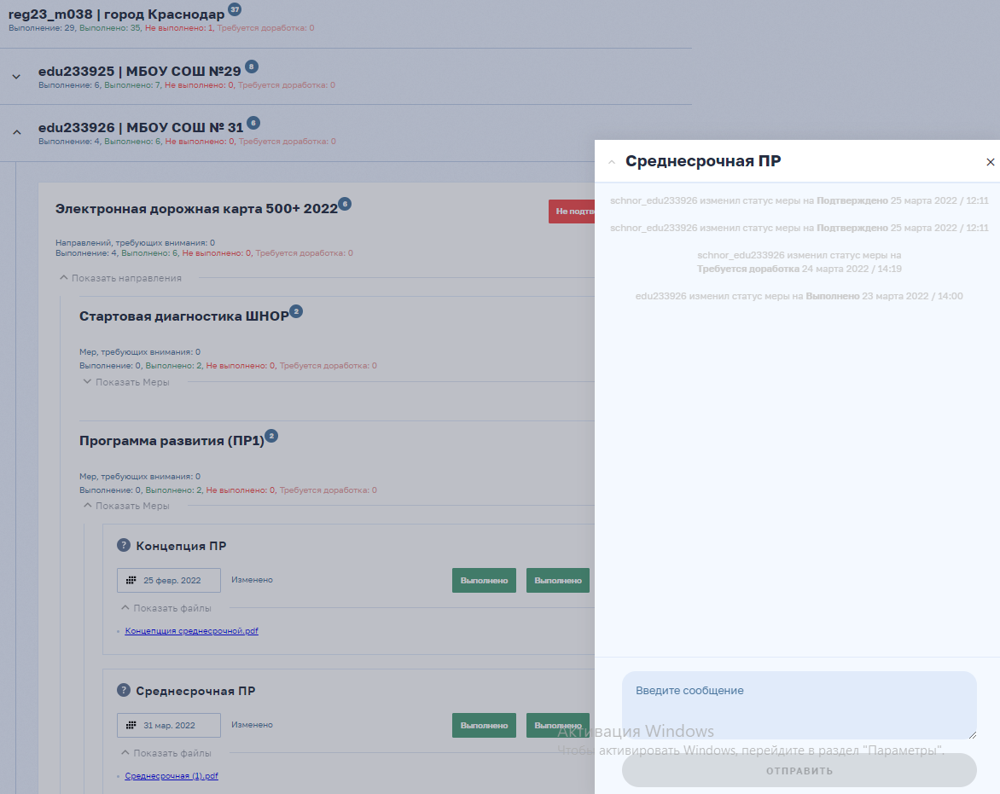 reg23_m038 | город Краснодар 37
Выполнение: 29, Выполнено: 35, Не выполнено: 1, Требуется доработка: 0
edu233925 | МБОУ СОШ №29 8
Выполнение: 6, Выполнено: 7, Не выполнено: 0, Требуется доработка: 0
edu233926 | МБОУ СОШ № 31 6
Выполнение: 4, Выполнено: 6, Не выполнено: 0, Требуется доработка: 0
Электронная дорожная карта 500+ 2022 6
Не подтв
Направлений, требующих внимания: 0
Выполнение: 4, Выполнено: 6, Не выполнено: 0, Требуется доработка: 0
Показать направления
Стартовая диагностика ШНОР 2
Мер, требующих внимания: 0
Выполнение: 0, Выполнено: 2, Не выполнено: 0, Требуется доработка: 0
Показать Меры
Программа развития (ПР1) 2
Мер, требующих внимания: 0
Выполнение: 0, Выполнено: 2, Не выполнено: 0, Требуется доработка: 0
Показать Меры
? Концепция ПР
25 февр. 2022 Изменено Выполнено Выполнено
Показать файлы
Концепцция среднесрочной.pdf
? Среднесрочная ПР
31 мар. 2022 Изменено Выполнено Выполнено
Показать файлы
Среднесрочная (1).pdf
Среднесрочная ПР
schnor_edu233926 изменил статус меры на Подтверждено 25 марта 2022 / 12:11
schnor_edu233926 изменил статус меры на Подтверждено 25 марта 2022 / 12:11
schnor_edu233926 изменил статус меры на
Требуется доработка 24 марта 2022 / 14:19
edu233926 изменил статус меры на Выполнено 23 марта 2022 / 14:00
Введите сообщение
Активация Windows
Чтобы активировать Windows, перейдите в раздел "Параметры".
ОТПРАВИТЬ